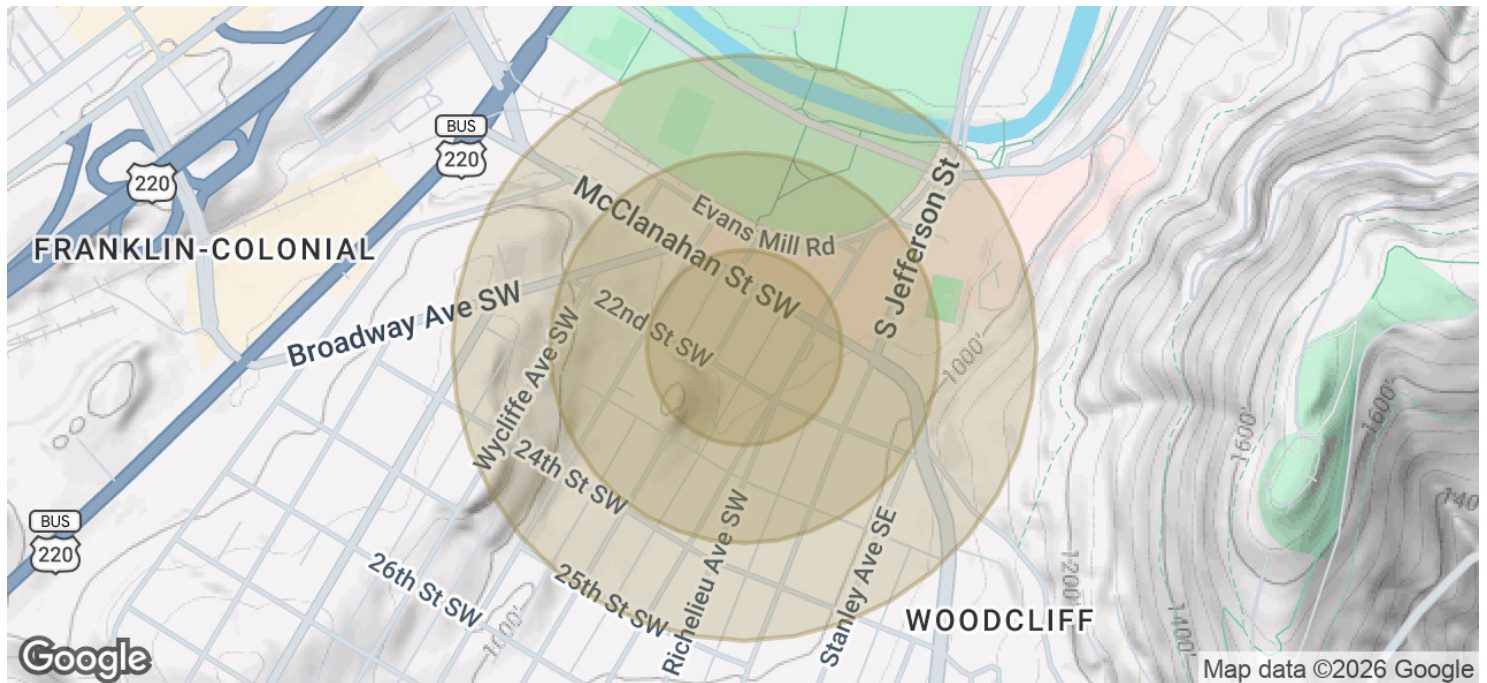 BUS
220
220
FRANKLIN-COLONIAL
McClanahan St SW
Evans Mill Rd
S Jefferson St
Broadway Ave SW
22nd St SW
Wycliffe Ave SW
1000'
24th St SW
1600'
1600'
1400'
BUS
220
26th St SW
25th St SW
Richelieu Ave SW
Stanley Ave SE
1200'
1400'
WOODCLIFF
Google
Map data ©2026 Google